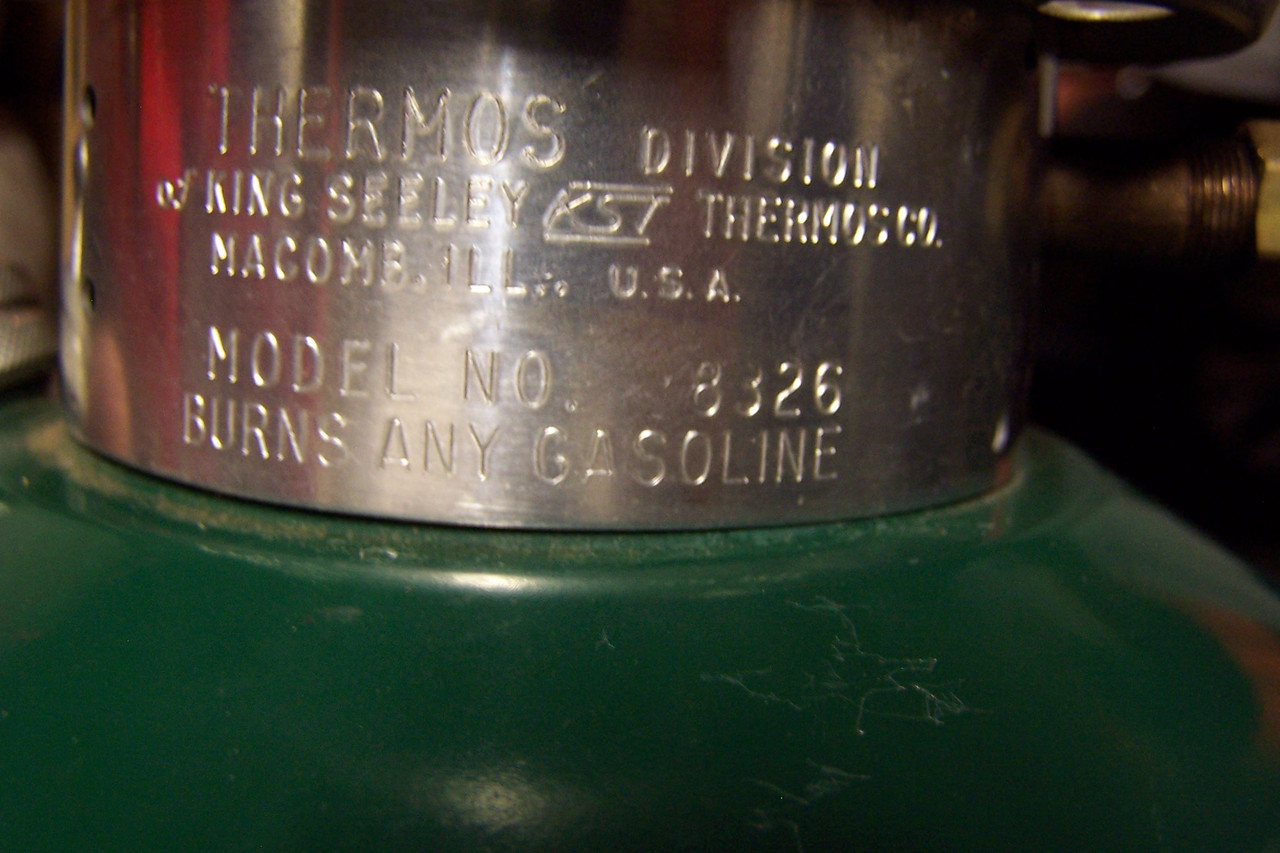 THERMOS DIVISION
of KING SEELEY KST THERMOS CO.
MACOMB, ILL., U.S.A.
MODEL NO. 8326
BURNS ANY GASOLINE